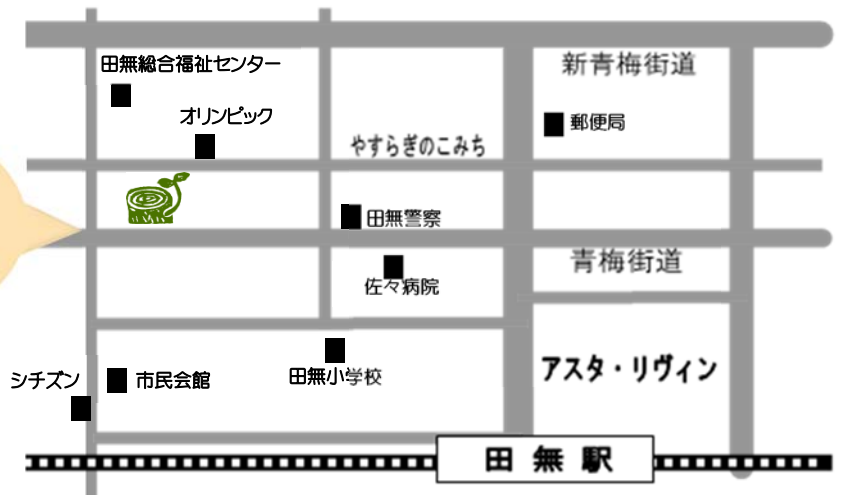 田無総合福祉センター
新青梅街道
オリンピック
郵便局
やすらぎのこみち
田無警察
青梅街道
佐々病院
アスタ・リヴィン
シチズン
市民会館
田無小学校
田無駅